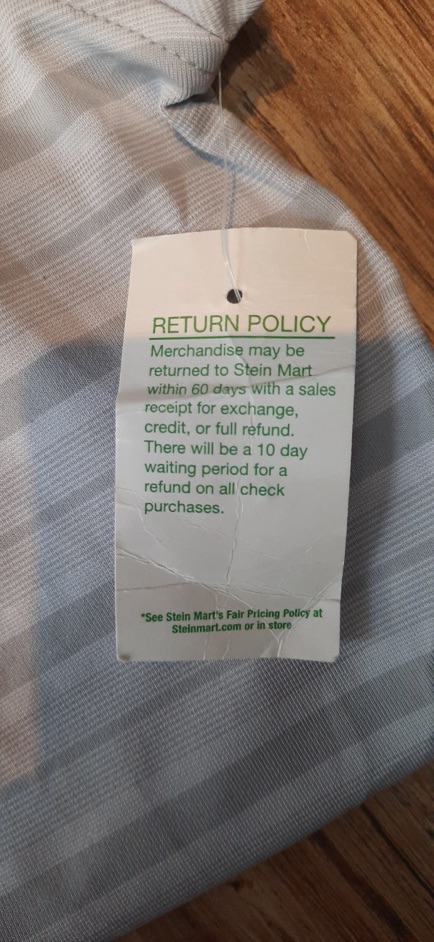 RETURN POLICY
Merchandise may be
returned to Stein Mart
within 60 days with a sales
receipt for exchange,
credit, or full refund.
There will be a 10 day
waiting period for a
refund on all check
purchases.
*See Stein Mart's Fair Pricing Policy at
Steinmart.com or in store